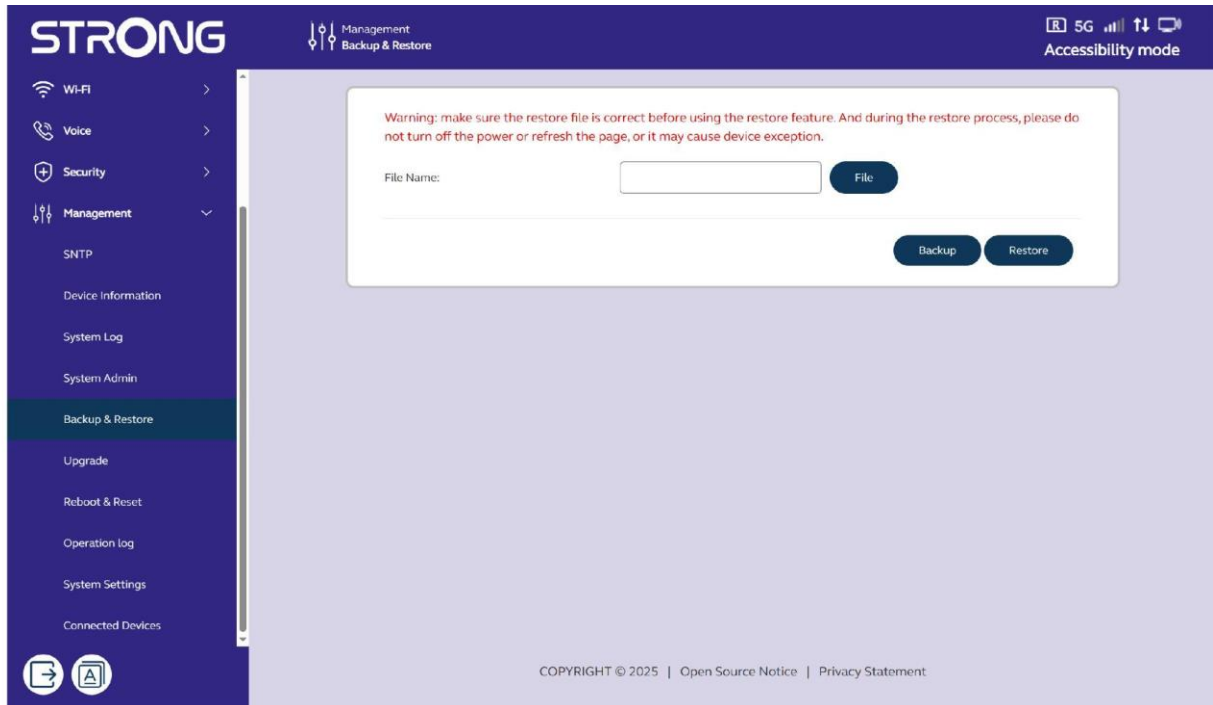 STRONG
Management
Backup & Restore
R 5G
Accessibility mode
Wi-Fi
Voice
Security
Management
SNTP
Device Information
System Log
System Admin
Backup & Restore
Upgrade
Reboot & Reset
Operation log
System Settings
Connected Devices
A
Warning: make sure the restore file is correct before using the restore feature. And during the restore process, please do
not turn off the power or refresh the page, or it may cause device exception.
File Name:
File
Backup
Restore
COPYRIGHT © 2025 | Open Source Notice | Privacy Statement